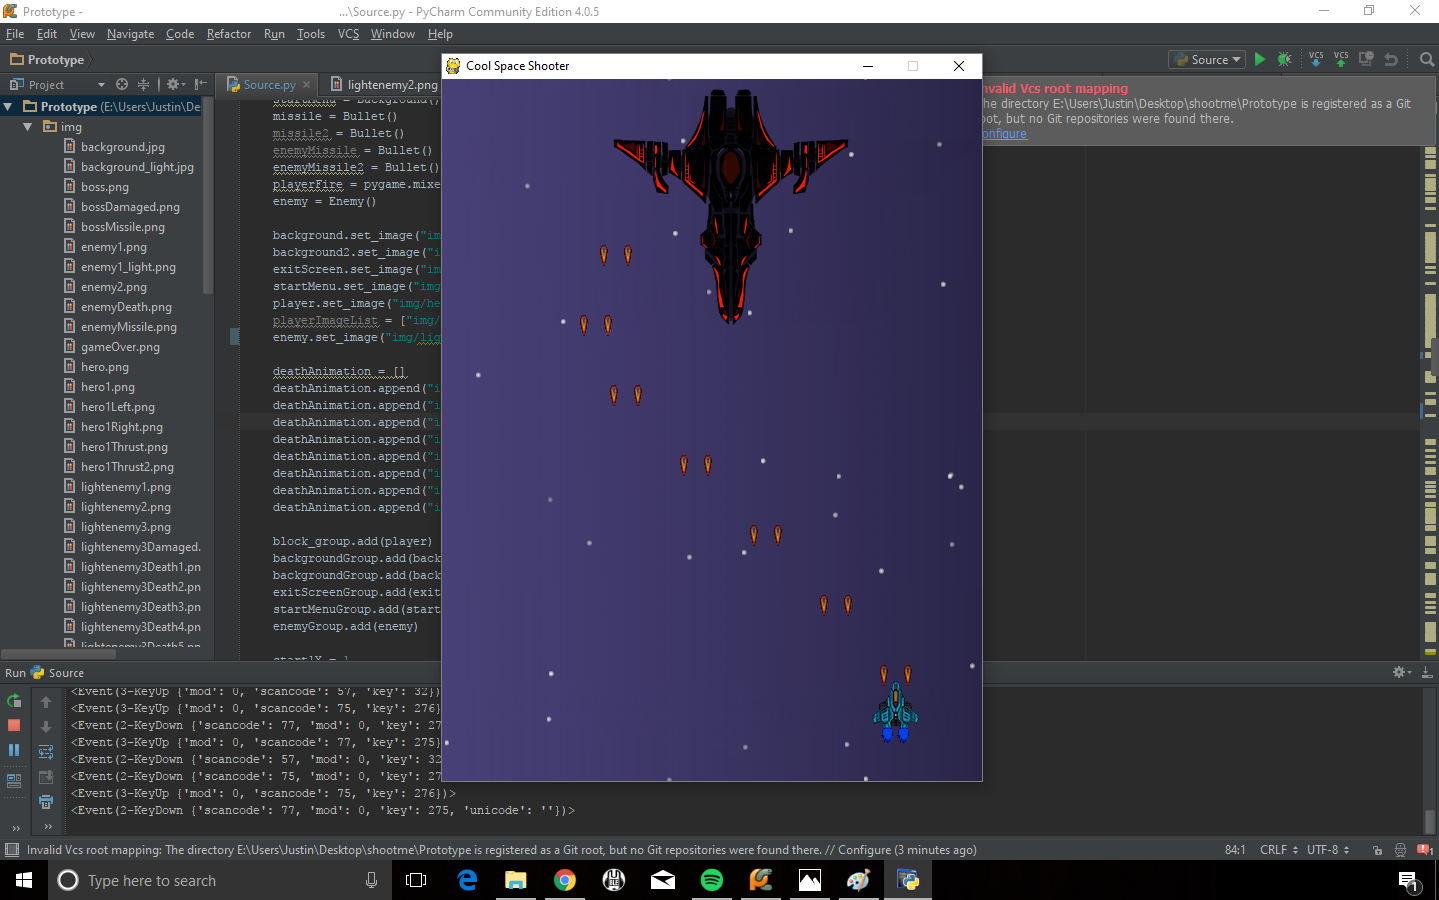 Prototype -
...\Source.py - PyCharm Community Edition 4.0.5
File Edit View Navigate Code Refactor Run Tools VCS Window Help
Prototype
Source
VCS VCS
Project
Source.py
lightenemy2.png
Cool Space Shooter
Prototype (E:\Users\Justin\De
img
background.jpg
background_light.jpg
boss.png
bossDamaged.png
bossMissile.png
enemy1.png
enemy1_light.png
enemy2.png
enemyDeath.png
enemyMissile.png
gameOver.png
hero.png
hero1.png
hero1Left.png
hero1Right.png
hero1Thrust.png
hero1Thrust2.png
lightenemy1.png
lightenemy2.png
lightenemy3.png
lightenemy3Damaged.
lightenemy3Death1.pn
lightenemy3Death2.pn
lightenemy3Death3.pn
lightenemy3Death4.pn
lightenemy3Death5.pn
startMenu = Background()
missile = Bullet()
missile2 = Bullet()
enemyMissile = Bullet()
enemyMissile2 = Bullet()
playerFire = pygame.mixe
enemy = Enemy()
background.set_image("im
background2.set_image("i
exitScreen.set_image("im
startMenu.set_image("img
player.set_image("img/he
playerImageList = ["img/
enemy.set_image("img/lig
deathAnimation = []
deathAnimation.append("i
deathAnimation.append("i
deathAnimation.append("i
deathAnimation.append("i
deathAnimation.append("i
deathAnimation.append("i
deathAnimation.append("i
deathAnimation.append("i
block_group.add(player)
backgroundGroup.add(back
backgroundGroup.add(back
exitScreenGroup.add(exit
startMenuGroup.add(start
enemyGroup.add(enemy)
start1X = 1
nvalid Vcs root mapping
he directory E:\Users\Justin\Desktop\shootme\Prototype is registered as a Git
oot, but no Git repositories were found there.
onfigure
Run Source
<Event(3-KeyUp {'mod': 0, 'scancode': 57, 'key': 32})
<Event(3-KeyUp {'mod': 0, 'scancode': 75, 'key': 276}
<Event(2-KeyDown {'scancode': 77, 'mod': 0, 'key': 27
<Event(3-KeyUp {'mod': 0, 'scancode': 77, 'key': 275}
<Event(2-KeyDown {'scancode': 57, 'mod': 0, 'key': 32
<Event(2-KeyDown {'scancode': 75, 'mod': 0, 'key': 27
<Event(3-KeyUp {'mod': 0, 'scancode': 75, 'key': 276})>
<Event(2-KeyDown {'scancode': 77, 'mod': 0, 'key': 275, 'unicode': ''})>
Invalid Vcs root mapping: The directory E:\Users\Justin\Desktop\shootme\Prototype is registered as a Git root, but no Git repositories were found there. // Configure (3 minutes ago)
84:1 CRLF UTF-8
1
Type here to search
1